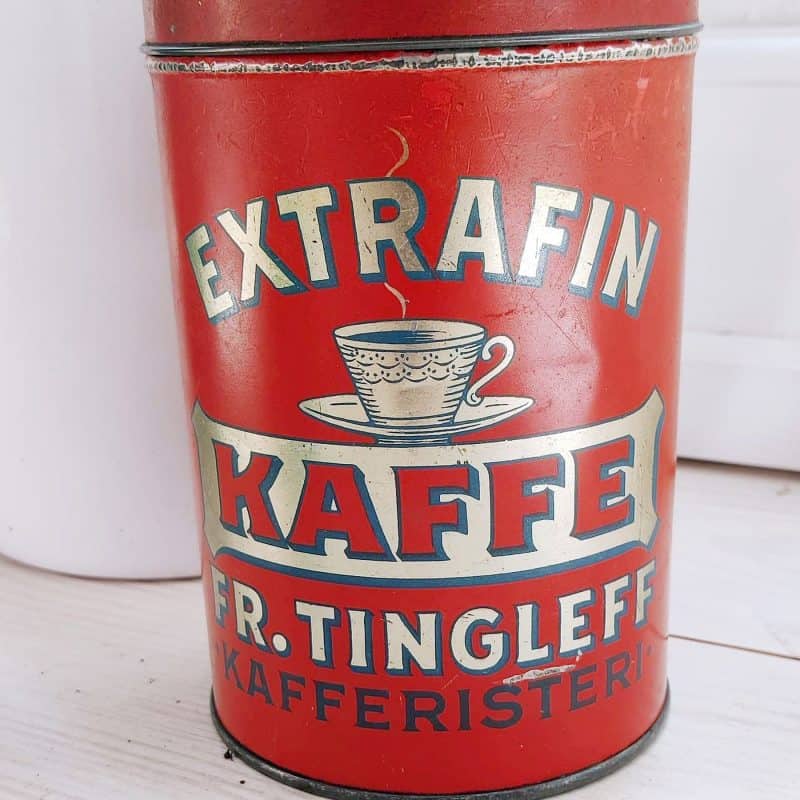 EXTRAFIN
KAFFE
FR. TINGLEFF
·KAFFERISTERI·